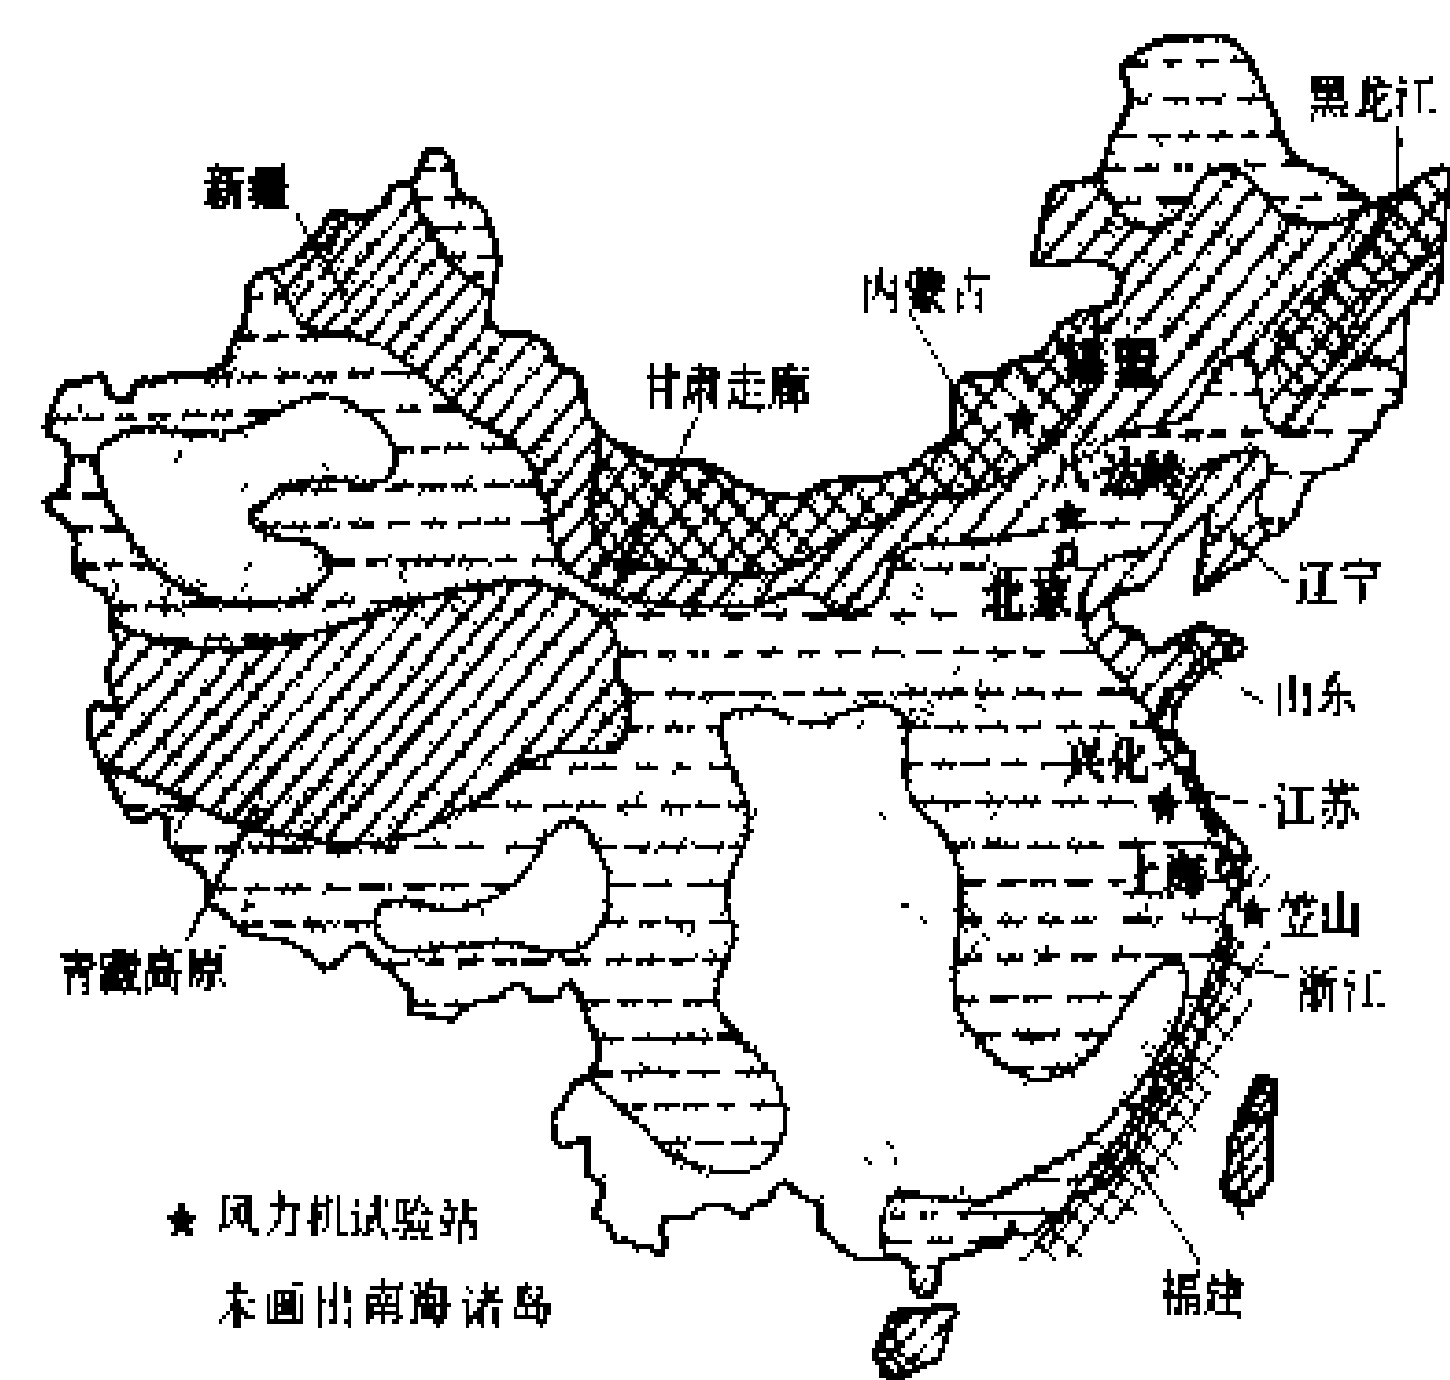 黑龙江
新疆
内蒙古
甘肃走廊
北京
辽宁
山东
兴化
江苏
上海
笠山
浙江
青藏高原
福建
风力机试验站
未画出南海诸岛